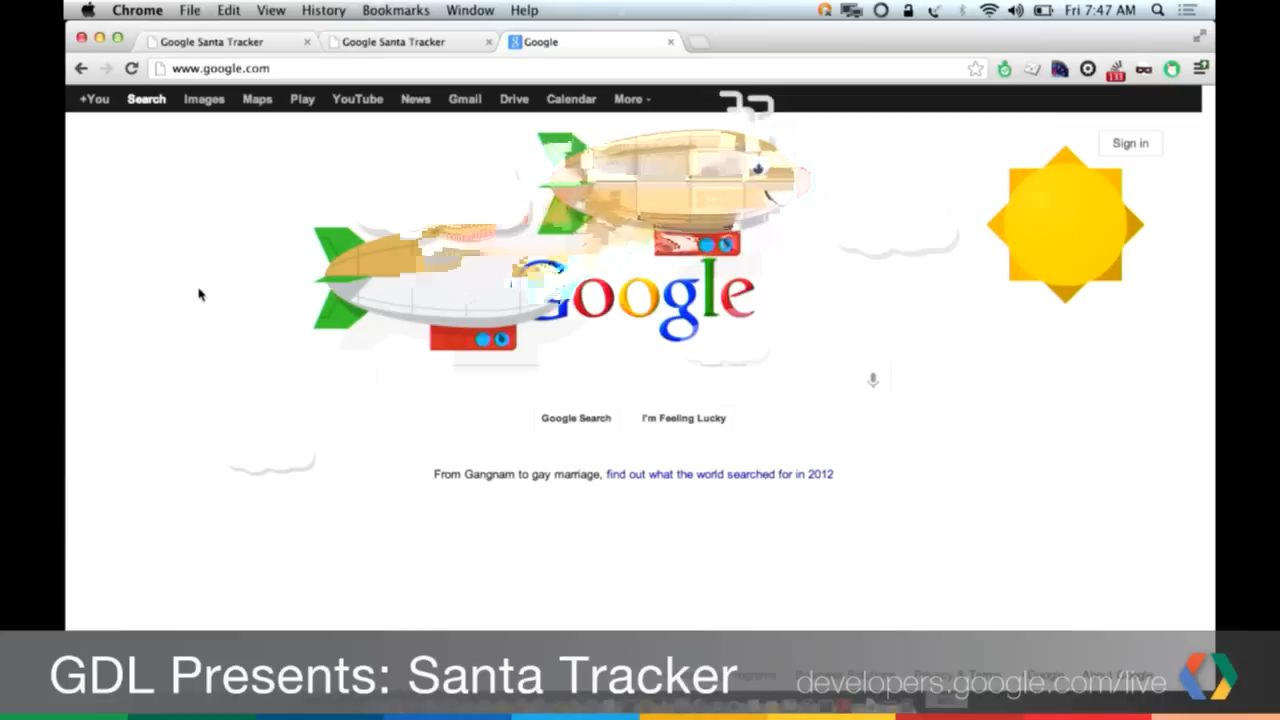 Chrome File Edit View History Bookmarks Window Help Fri 7:47 AM
Google Santa Tracker Google Santa Tracker Google
www.google.com
+You Search Images Maps Play YouTube News Gmail Drive Calendar More
Sign in
Google
Google Search I'm Feeling Lucky
From Gangnam to gay marriage, find out what the world searched for in 2012
GDL Presents: Santa Tracker
developers.google.com/live